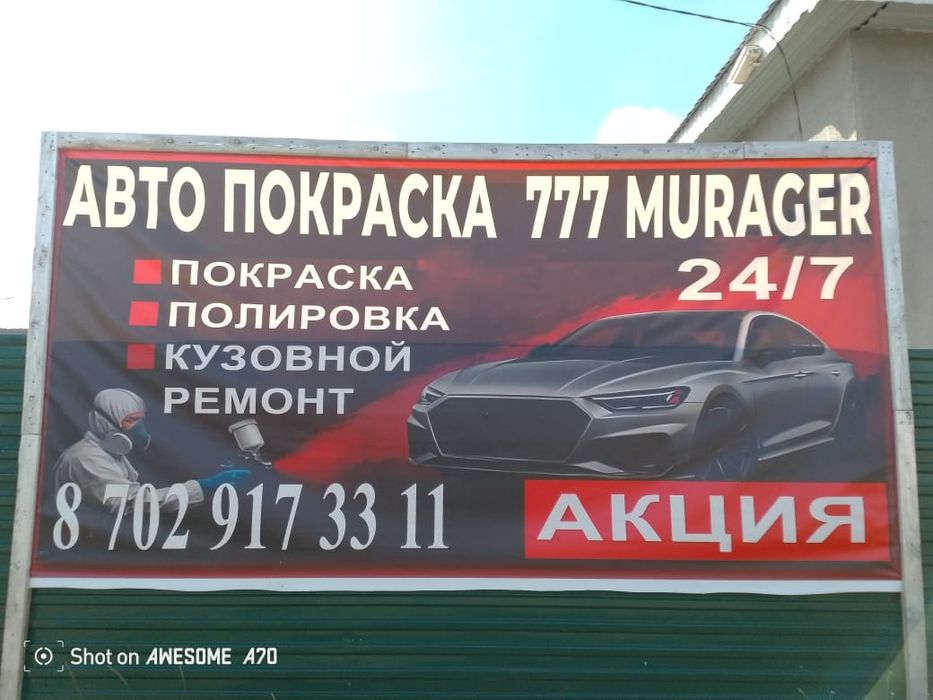 АВТО ПОКРАСКА 777 MURAGER
24/7
ПОКРАСКА
ПОЛИРОВКА
КУЗОВНОЙ
РЕМОНТ
8 702 917 33 11
АКЦИЯ
Shot on AWESOME A70